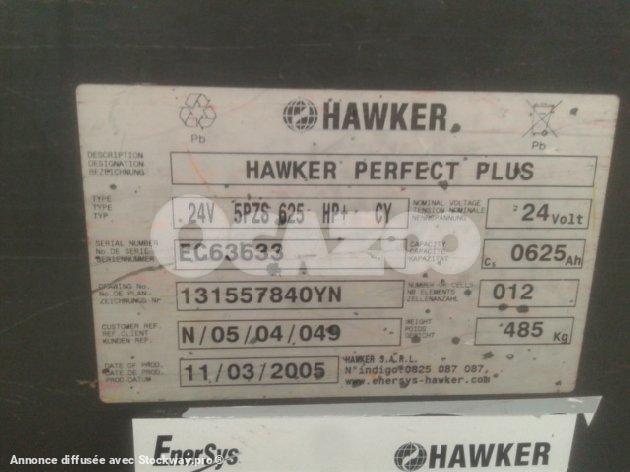 HAWKER®
Pb
Pb
DESCRIPTION
DESIGNATION
BEZEICHNUNG
HAWKER PERFECT PLUS
TYPE
TYPE
TYP
24V 5PZS 625 HP+ CY
NOMINAL VOLTAGE
TENSION NOMINALE
NENNSPANNUNG
24 Volt
SERIAL NUMBER
No. DE SERIE
SERIENNUMMER
EC63633
CAPACITY
CAPACITE
KAPAZITÄT
C5 0625 Ah
DRAWING No.
No. DE PLAN
ZEICHNUNGS Nr
131557840YN
NUMBER OF CELLS
NB ELEMENTS
ZELLENANZAHL
012
CUSTOMER REF.
REF. CLIENT
KUNDEN REF.
N/05/04/049
WEIGHT
POIDS
GEWICHT
485 Kg
DATE OF PROD.
DATE DE PROD.
PROD.DATUM
11/03/2005
HAWKER S.A.R.L.
N°indigo:0825 087 087,
www.enersys-hawker.com
OCAZOO
EnerSys
HAWKER®
Annonce diffusée avec Stockway.pro®